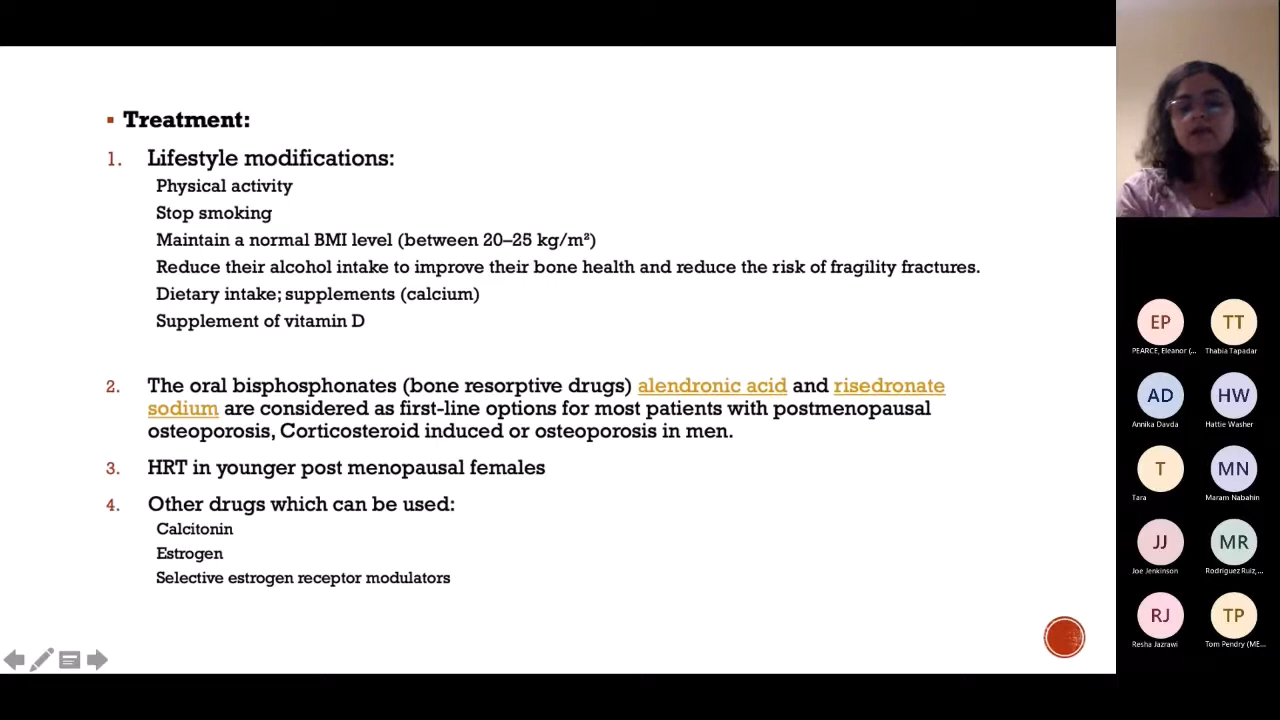 Treatment:
1. Lifestyle modifications:
Physical activity
Stop smoking
Maintain a normal BMI level (between 20–25 kg/m²)
Reduce their alcohol intake to improve their bone health and reduce the risk of fragility fractures.
Dietary intake; supplements (calcium)
Supplement of vitamin D
2. The oral bisphosphonates (bone resorptive drugs) alendronic acid and risedronate
sodium are considered as first-line options for most patients with postmenopausal
osteoporosis, Corticosteroid induced or osteoporosis in men.
3. HRT in younger post menopausal females
4. Other drugs which can be used:
Calcitonin
Estrogen
Selective estrogen receptor modulators
EP
TT
PEARCE, Eleanor (...
Thabia Tapadar
AD
HW
Annika Davda
Hattie Washer
T
MN
Tara
Maram Nabahin
JJ
MR
Joe Jenkinson
Rodriguez Ruiz,...
RJ
TP
Resha Jazrawi
Tom Pendry (ME...